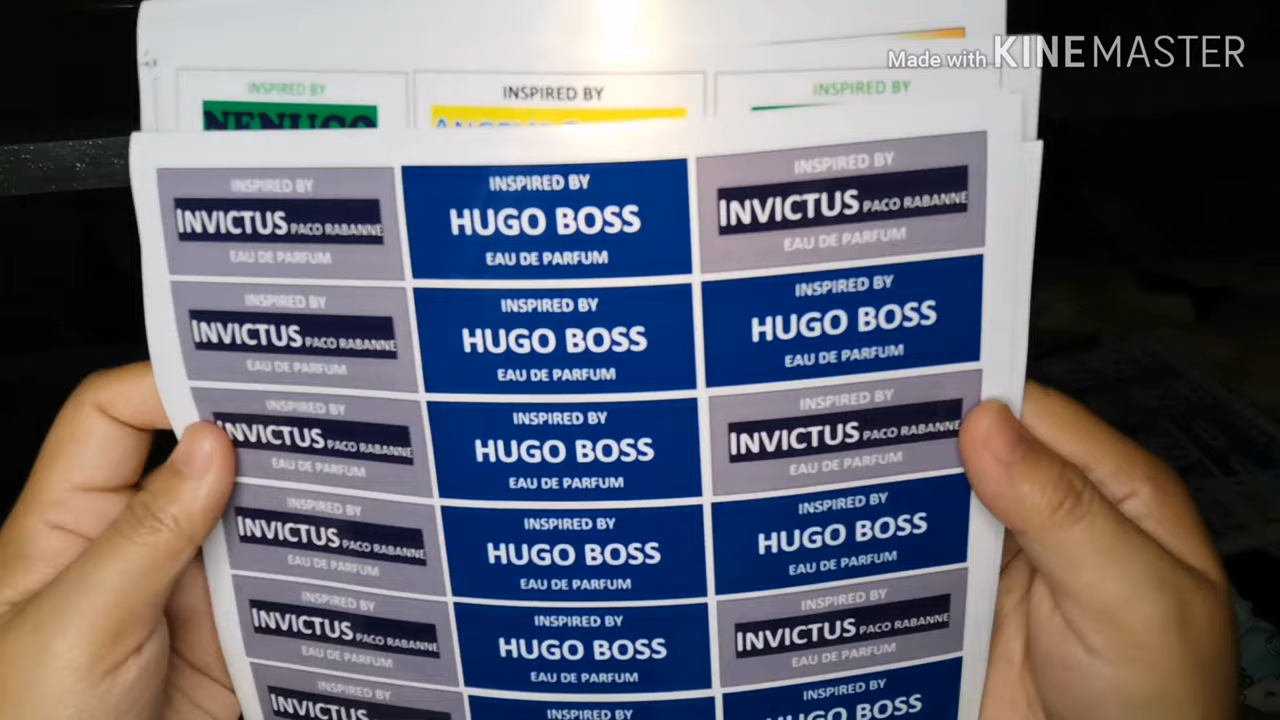 Made with KINEMASTER
INSPIRED BY
NENUCO
INSPIRED BY
INSPIRED BY
INSPIRED BY
INVICTUS PACO RABANNE
EAU DE PARFUM
INSPIRED BY
HUGO BOSS
EAU DE PARFUM
INSPIRED BY
INVICTUS PACO RABANNE
EAU DE PARFUM
INSPIRED BY
INVICTUS PACO RABANNE
EAU DE PARFUM
INSPIRED BY
HUGO BOSS
EAU DE PARFUM
INSPIRED BY
HUGO BOSS
EAU DE PARFUM
INSPIRED BY
INVICTUS PACO RABANNE
EAU DE PARFUM
INSPIRED BY
HUGO BOSS
EAU DE PARFUM
INSPIRED BY
INVICTUS PACO RABANNE
EAU DE PARFUM
INSPIRED BY
INVICTUS PACO RABANNE
EAU DE PARFUM
INSPIRED BY
HUGO BOSS
EAU DE PARFUM
INSPIRED BY
HUGO BOSS
EAU DE PARFUM
INSPIRED BY
INVICTUS PACO RABANNE
EAU DE PARFUM
INSPIRED BY
HUGO BOSS
EAU DE PARFUM
INSPIRED BY
INVICTUS PACO RABANNE
EAU DE PARFUM
INSPIRED BY
INVICTUS
INSPIRED BY
INSPIRED BY
HUGO BOSS